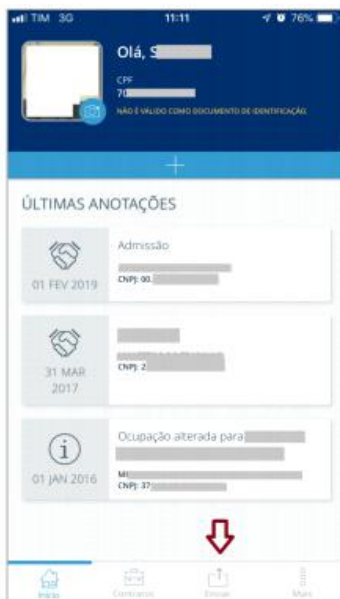 TIM 3G 11:11 76%
Olá, S
CPF
70
NÃO É VÁLIDO COMO DOCUMENTO DE IDENTIFICAÇÃO
ÚLTIMAS ANOTAÇÕES
Admissão
CNPJ: 00.
01 FEV 2019
CNPJ: 2
31 MAR
2017
Ocupação alterada para
CNPJ: 37
01 JAN 2016
Início Contratos Enviar Mais